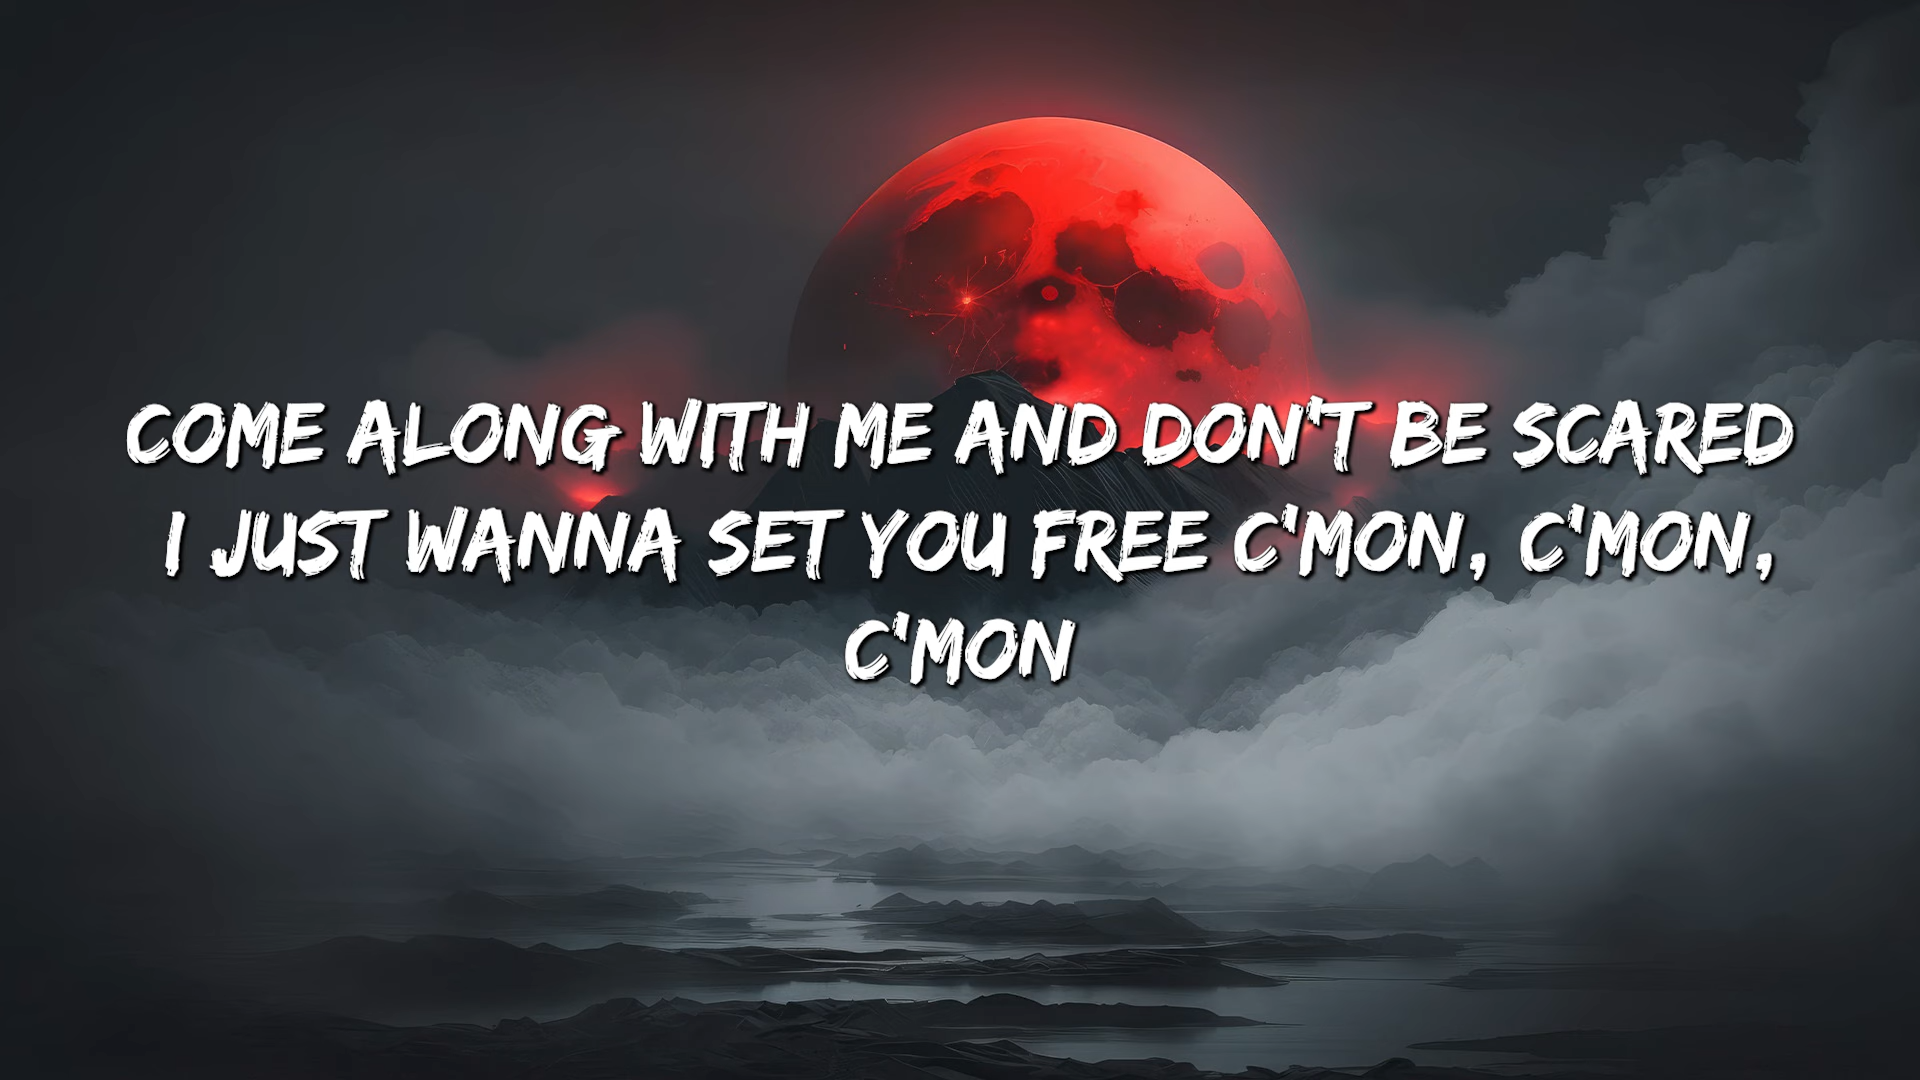 COME ALONG WITH ME AND DON'T BE SCARED
I JUST WANNA SET YOU FREE C'MON, C'MON,
C'MON